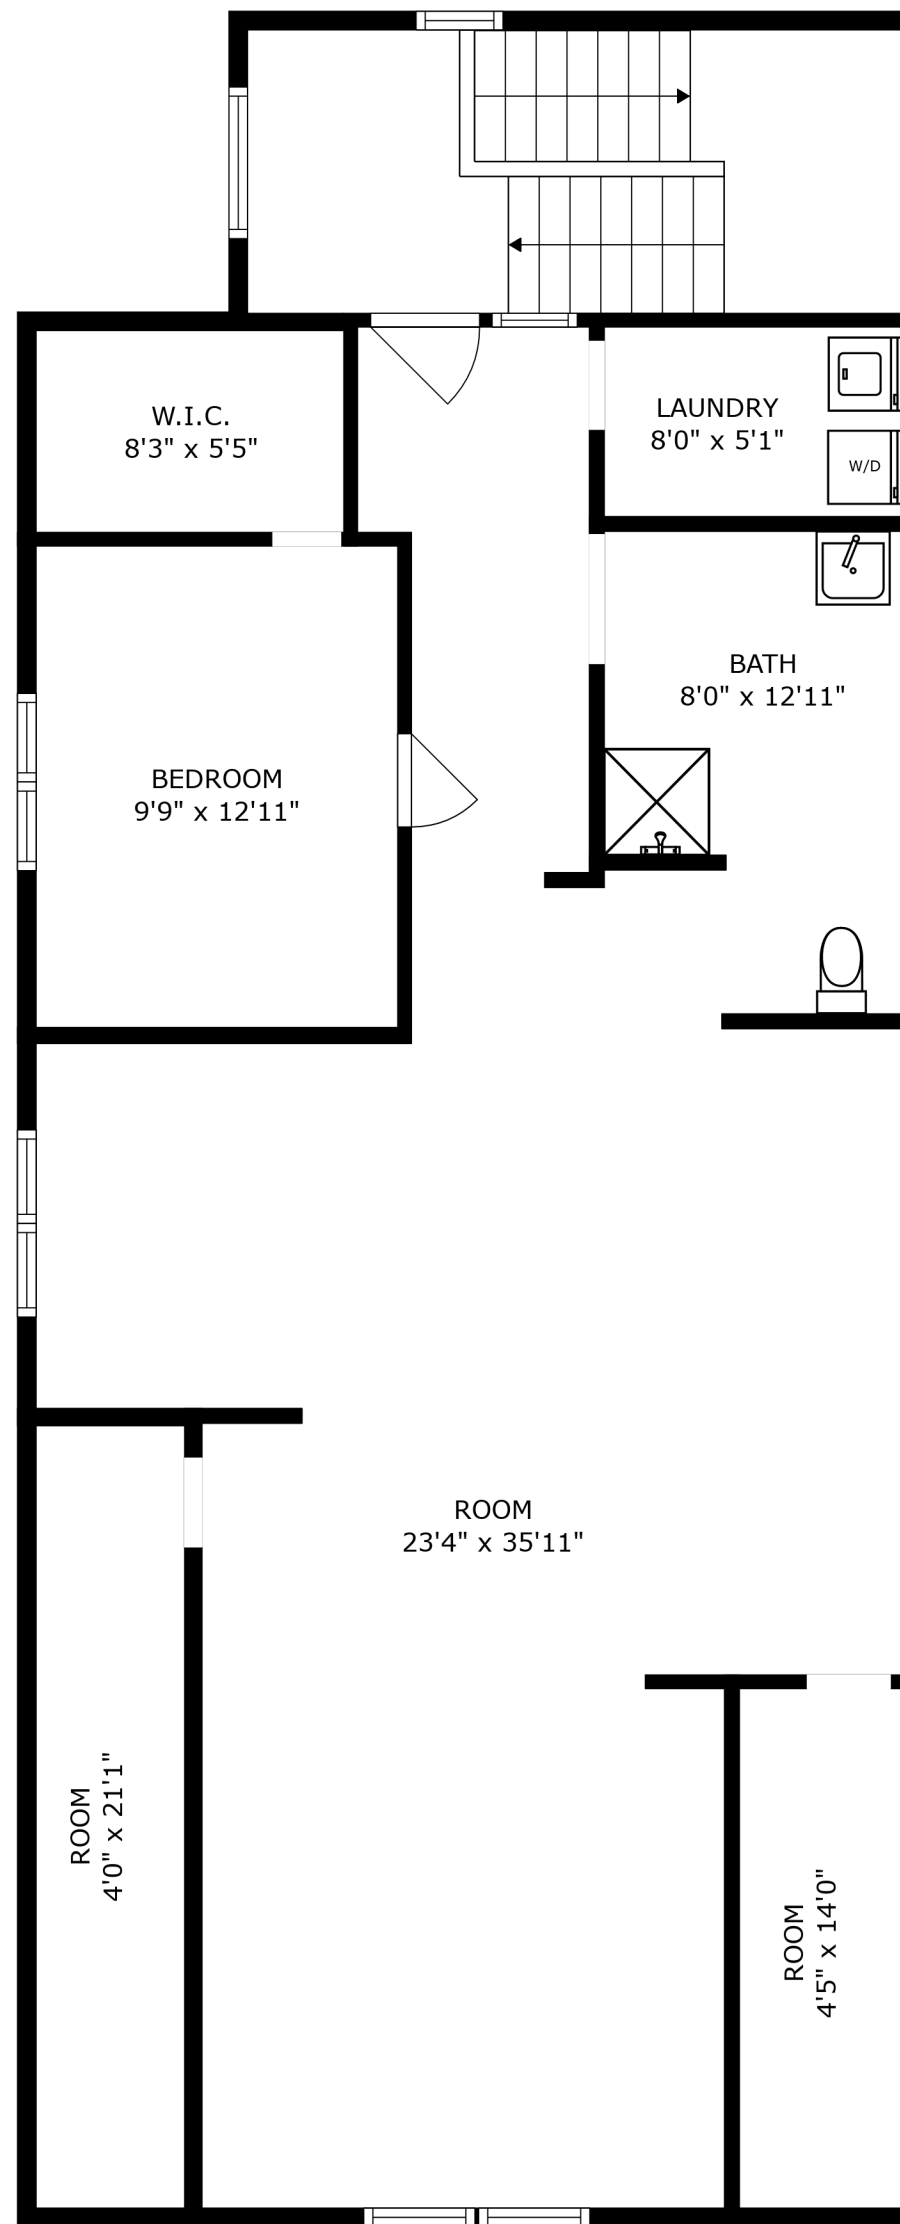 W.I.C.
8'3" x 5'5"
LAUNDRY
8'0" x 5'1"
W/D
BATH
8'0" x 12'11"
BEDROOM
9'9" x 12'11"
ROOM
23'4" x 35'11"
ROOM
4'0" x 21'1"
ROOM
4'5" x 14'0"